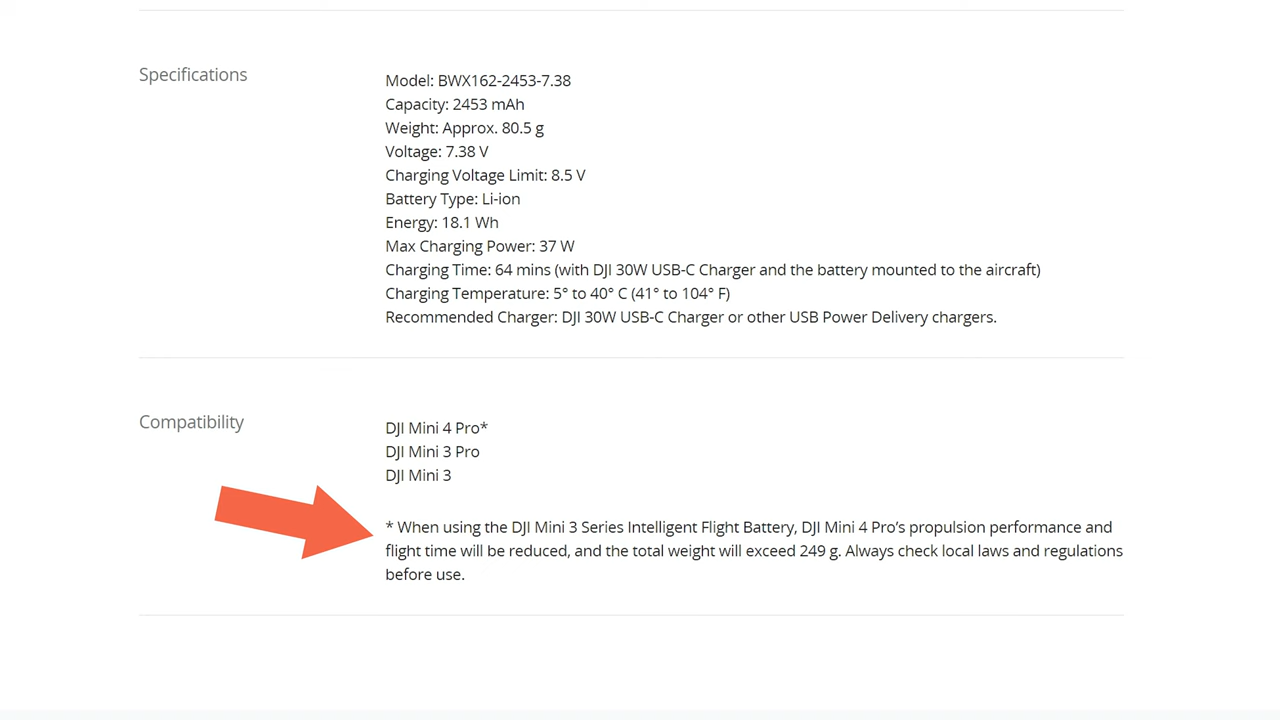 Specifications
Model: BWX162-2453-7.38
Capacity: 2453 mAh
Weight: Approx. 80.5 g
Voltage: 7.38 V
Charging Voltage Limit: 8.5 V
Battery Type: Li-ion
Energy: 18.1 Wh
Max Charging Power: 37 W
Charging Time: 64 mins (with DJI 30W USB-C Charger and the battery mounted to the aircraft)
Charging Temperature: 5° to 40° C (41° to 104° F)
Recommended Charger: DJI 30W USB-C Charger or other USB Power Delivery chargers.
Compatibility
DJI Mini 4 Pro*
DJI Mini 3 Pro
DJI Mini 3
* When using the DJI Mini 3 Series Intelligent Flight Battery, DJI Mini 4 Pro’s propulsion performance and
flight time will be reduced, and the total weight will exceed 249 g. Always check local laws and regulations
before use.